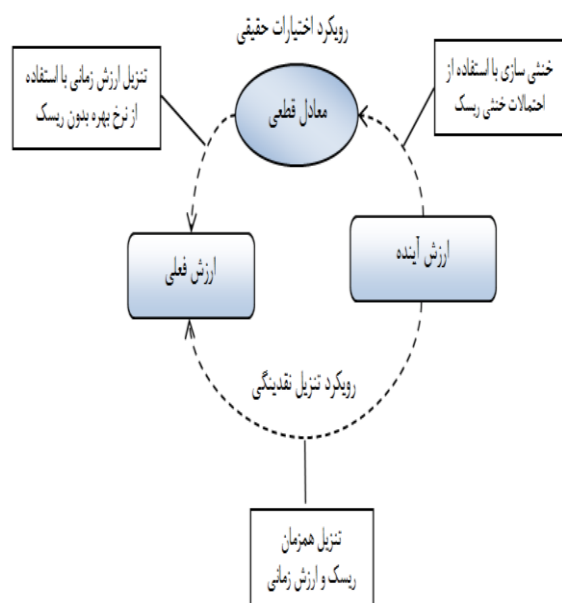 رویکرد اختیارات حقیقی
خنثی سازی با استفاده از
احتمالات خنثی ریسک
معادل قطعی
تنزیل ارزش زمانی با استفاده
از نرخ بهره بدون ریسک
ارزش آینده
ارزش فعلی
رویکرد تنزیل نقدینگی
تنزیل همزمان
ریسک و ارزش زمانی